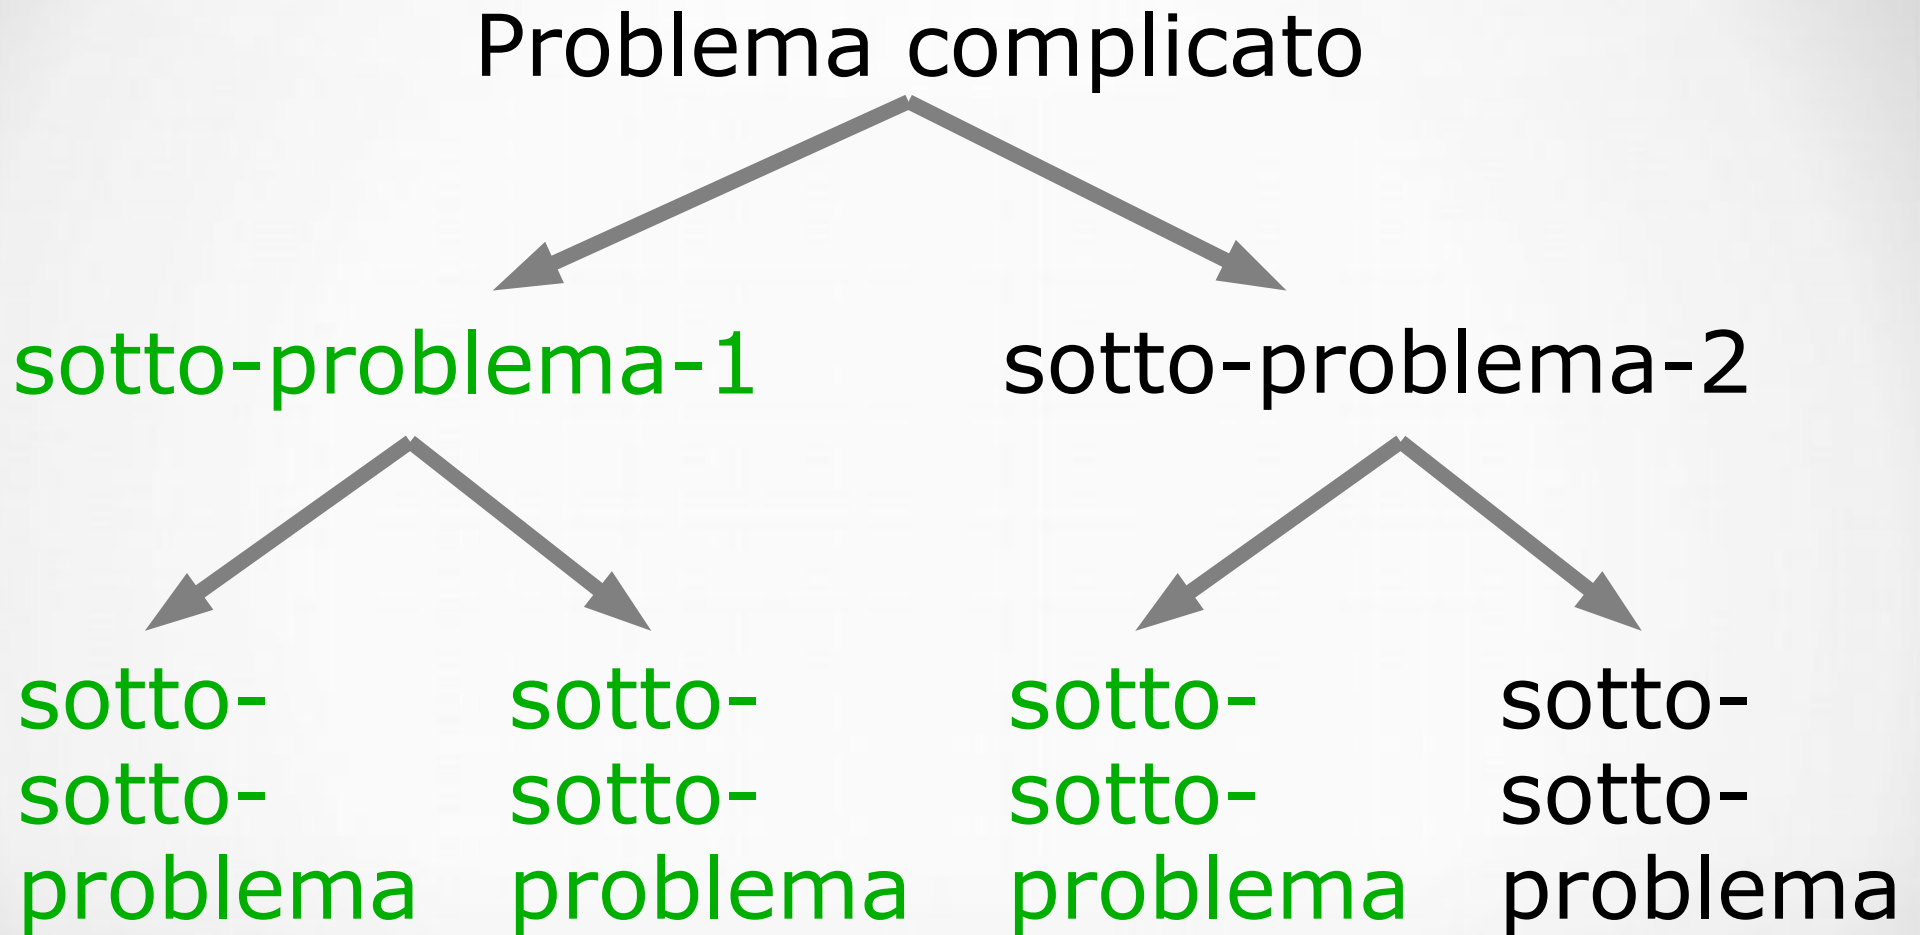 Problema complicato
sotto-problema-1
sotto-problema-2
sotto-
sotto-
problema
sotto-
sotto-
problema
sotto-
sotto-
problema
sotto-
sotto-
problema